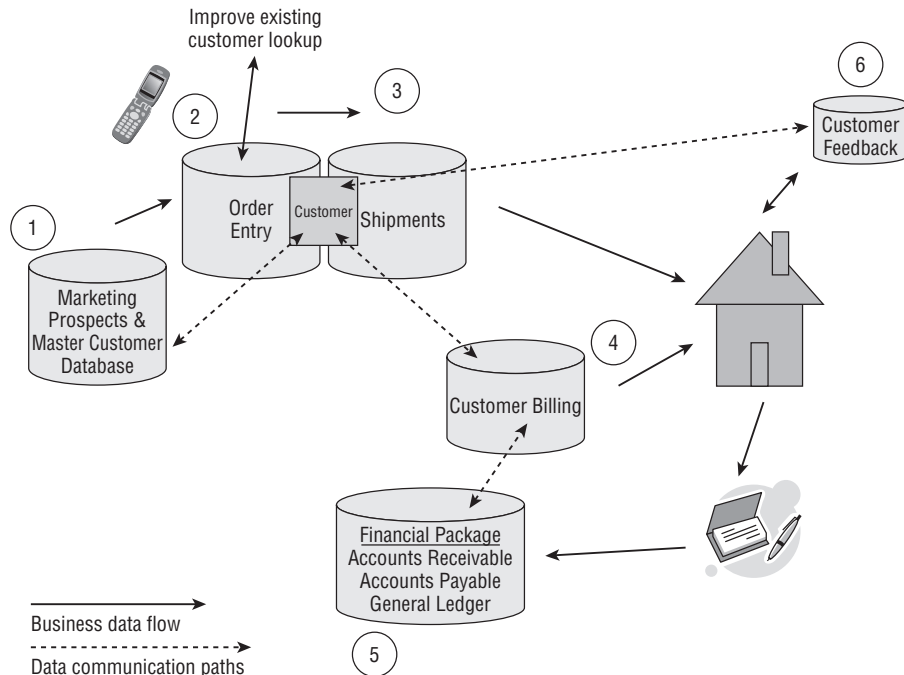 Improve existing
customer lookup
6
3
2
Customer
Feedback
Order
Entry
Customer
Shipments
1
Marketing
Prospects &
Master Customer
Database
4
Customer Billing
Financial Package
Accounts Receivable
Accounts Payable
General Ledger
5
Business data flow
Data communication paths